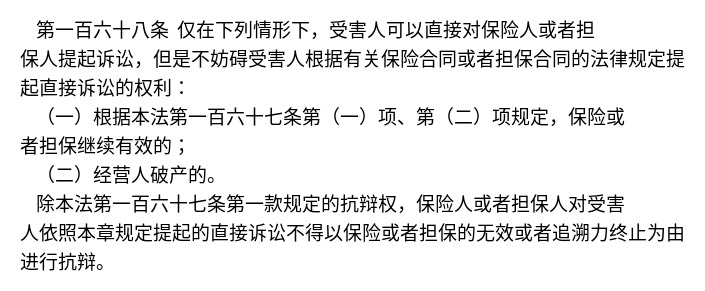 第一百六十八条 仅在下列情形下，受害人可以直接对保险人或者担
保人提起诉讼，但是不妨碍受害人根据有关保险合同或者担保合同的法律规定提
起直接诉讼的权利：
（一）根据本法第一百六十七条第（一）项、第（二）项规定，保险或
者担保继续有效的；
（二）经营人破产的。
除本法第一百六十七条第一款规定的抗辩权，保险人或者担保人对受害
人依照本章规定提起的直接诉讼不得以保险或者担保的无效或者追溯力终止为由
进行抗辩。